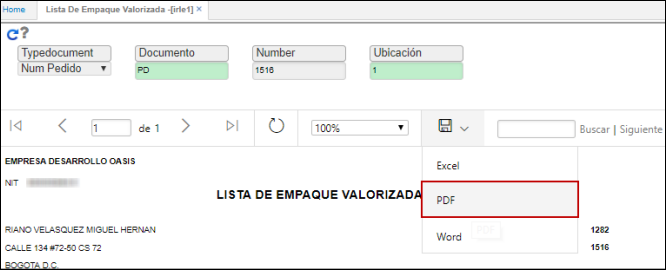 Home Lista De Empaque Valorizada -[irle1] ×
?
Typedocument Documento Number Ubicación
Num Pedido PD 1516 1
1 de 1 100% Buscar | Siguiente
Excel
EMPRESA DESARROLLO OASIS
NIT
PDF
LISTA DE EMPAQUE VALORIZADA
RIANO VELASQUEZ MIGUEL HERNAN 1282
Word PDF
CALLE 134 #72-50 CS 72 1516
BOGOTA D.C.